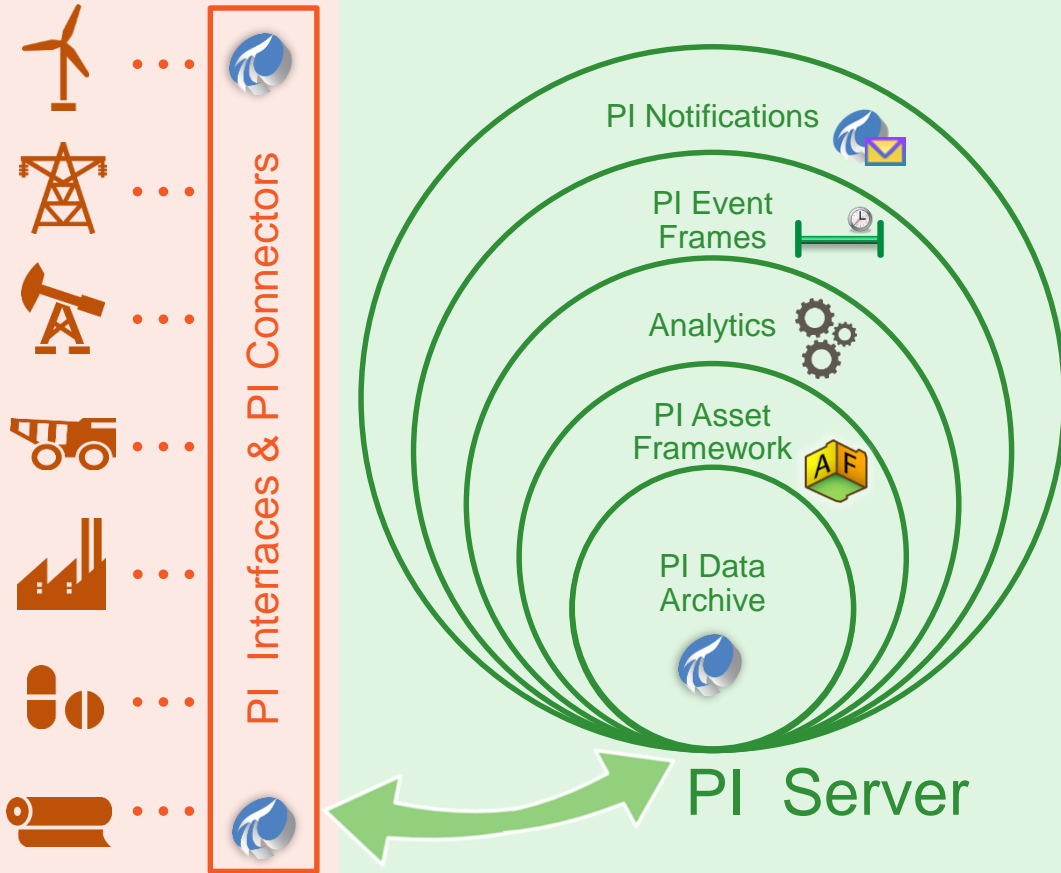 PI Interfaces & PI Connectors
PI Notifications
PI Event
Frames
Analytics
PI Asset
Framework
A F
PI Data
Archive
PI Server